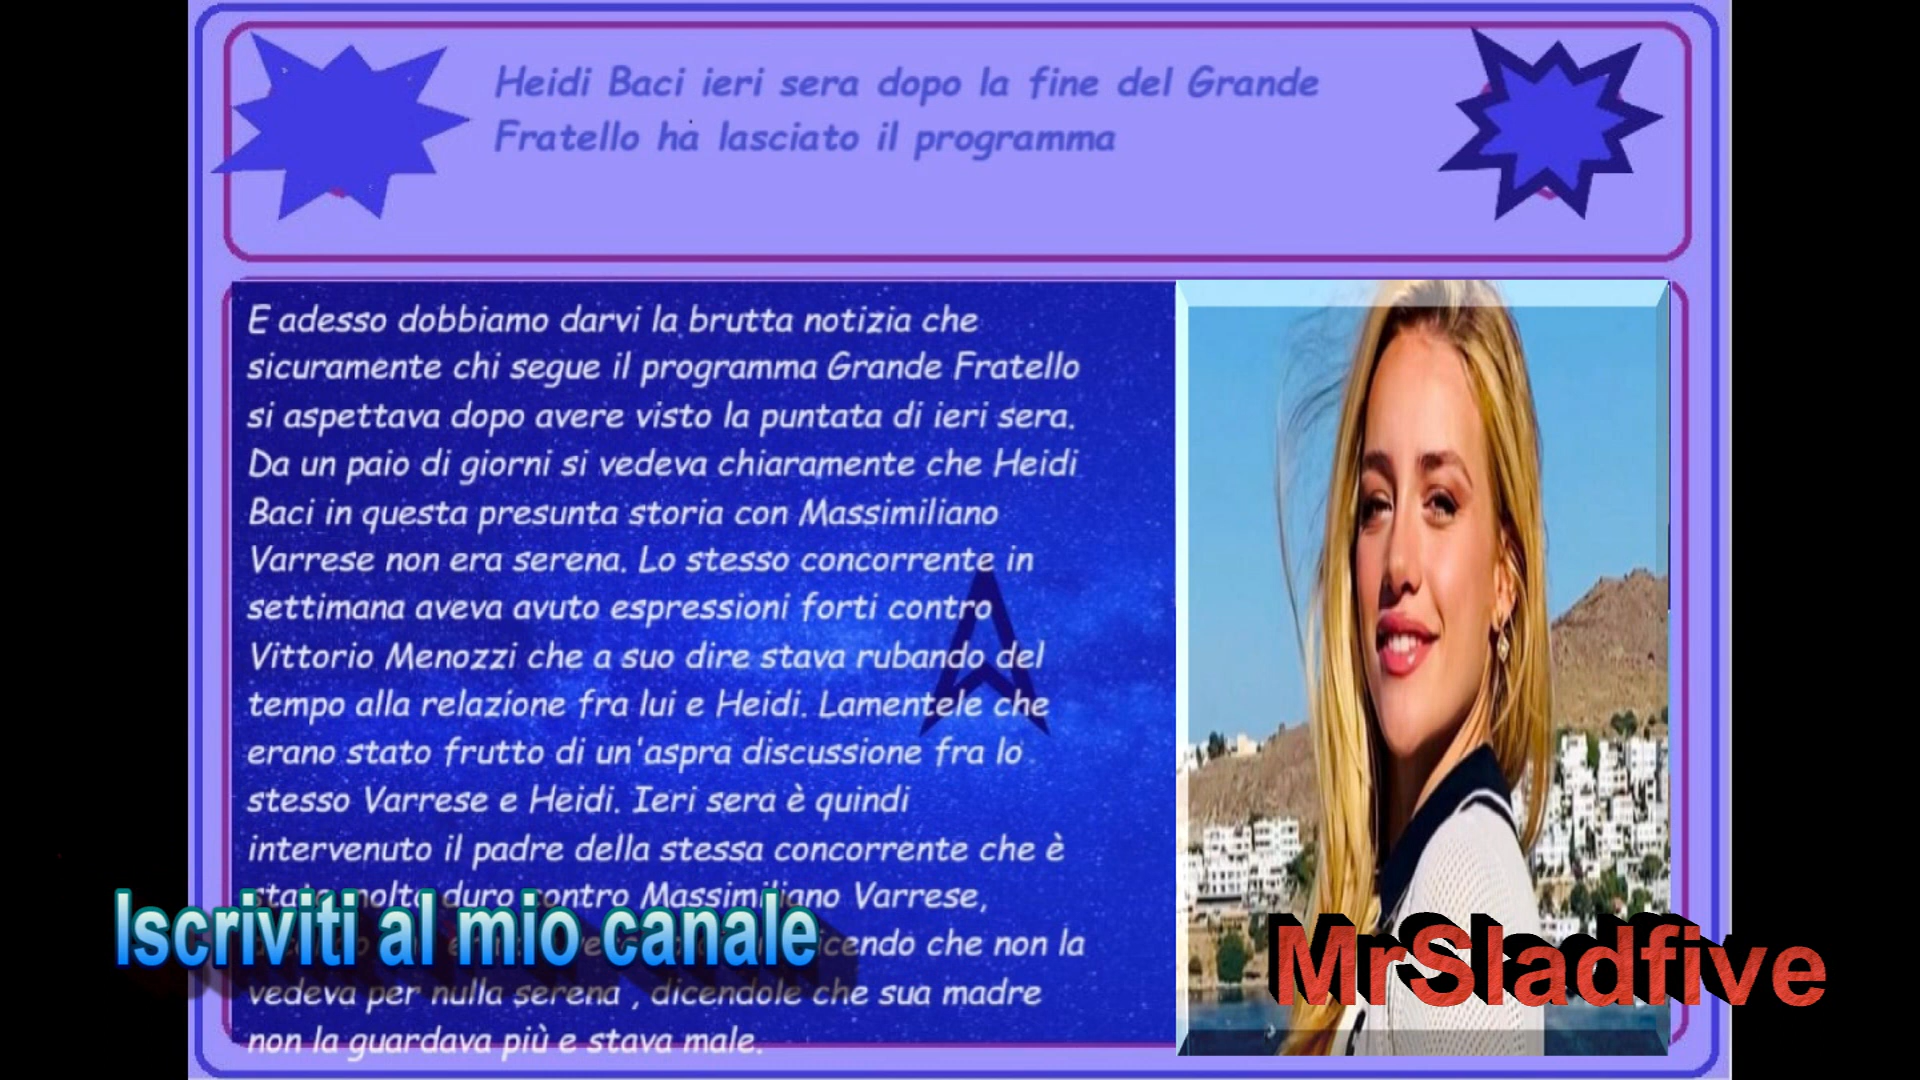 Heidi Baci ieri sera dopo la fine del Grande
Fratello ha lasciato il programma
E adesso dobbiamo darvi la brutta notizia che
sicuramente chi segue il programma Grande Fratello
si aspettava dopo avere visto la puntata di ieri sera.
Da un paio di giorni si vedeva chiaramente che Heidi
Baci in questa presunta storia con Massimiliano
Varrese non era serena. Lo stesso concorrente in
settimana aveva avuto espressioni forti contro
Vittorio Menozzi che a suo dire stava rubando del
tempo alla relazione fra lui e Heidi. Lamentele che
erano stato frutto di un'aspra discussione fra lo
stesso Varrese e Heidi. Ieri sera è quindi
intervenuto il padre della stessa concorrente che è
duro contro Massimiliano Varrese,
che non la
vedeva per nulla serena , dicendole che sua madre
non la guardava più e stava male.
Iscriviti al mio canale
MrSladfive